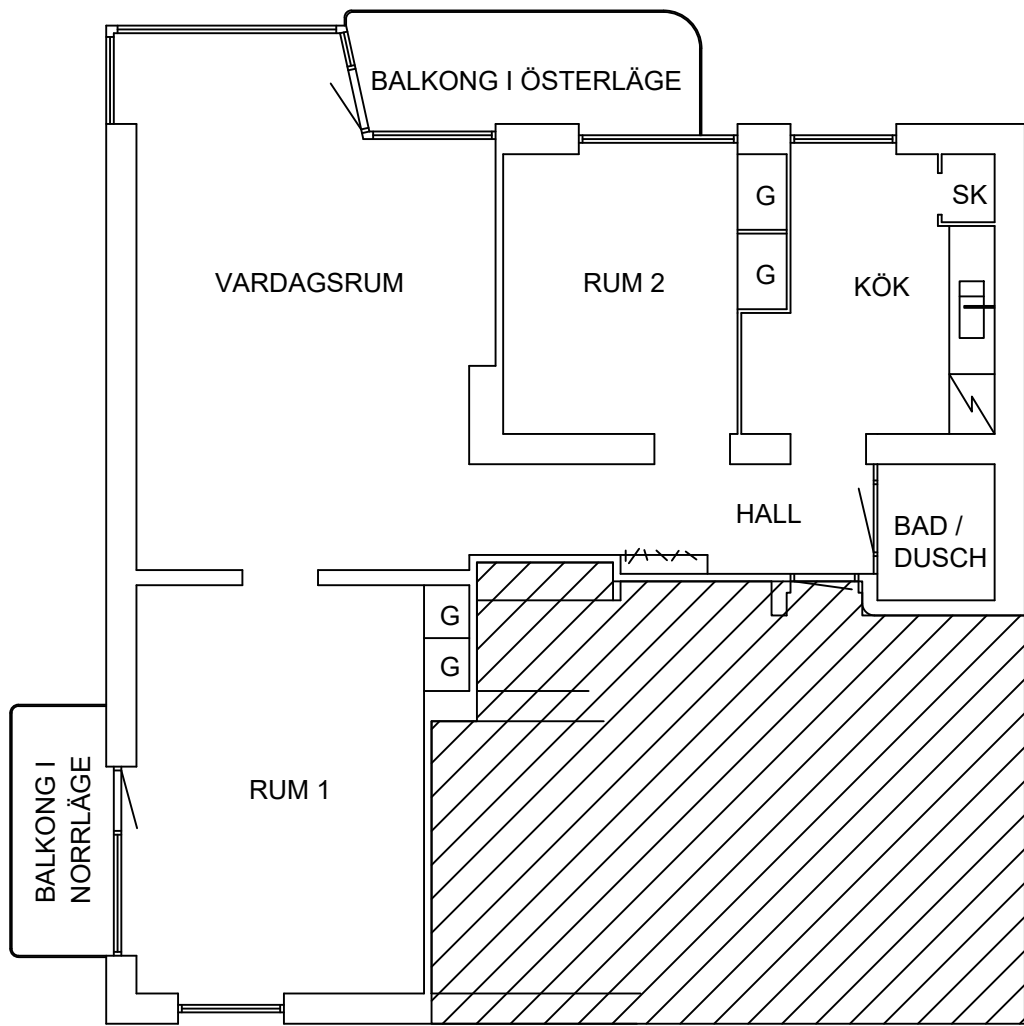 BALKONG I ÖSTERLÄGE
SK
G
G
VARDAGSRUM
RUM 2
KÖK
HALL
BAD /
DUSCH
G
G
RUM 1
BALKONG I
NORRLÄGE